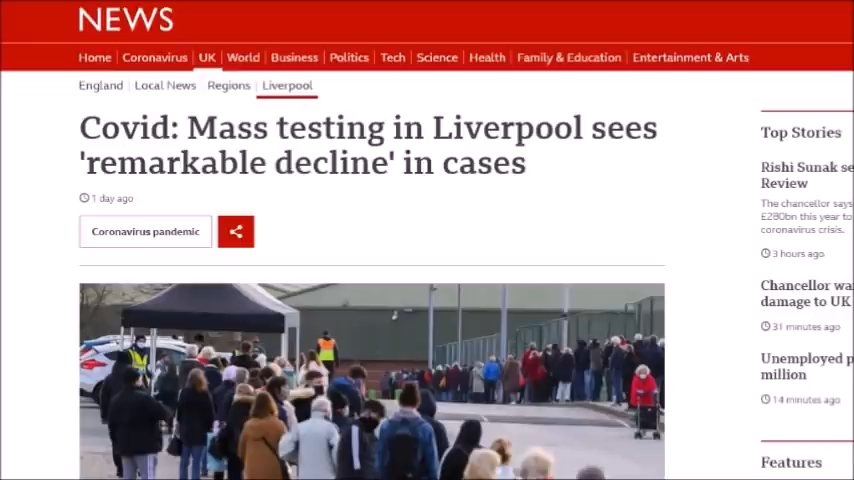 NEWS
Home Coronavirus UK World Business Politics Tech Science Health Family & Education Entertainment & Arts
England Local News Regions Liverpool
Covid: Mass testing in Liverpool sees
'remarkable decline' in cases
1 day ago
Coronavirus pandemic
Top Stories
Rishi Sunak se
Review
The chancellor says
£280bn this year to
coronavirus crisis.
3 hours ago
Chancellor wa
damage to UK
31 minutes ago
Unemployed p
million
14 minutes ago
Features